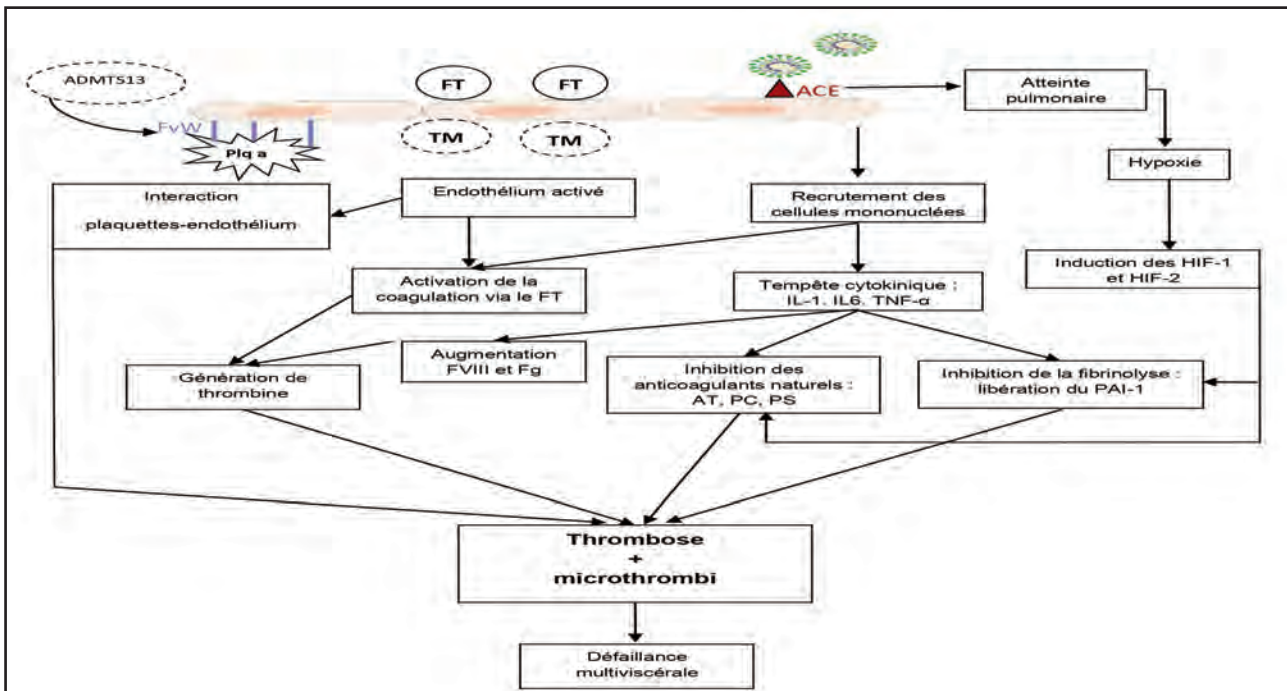 ADMTS13
FvW
Plq a
FT
FT
TM
TM
ACE
Atteinte
pulmonaire
Hypoxie
Interaction
plaquettes-endothélium
Endothélium activé
Recrutement des
cellules mononuclées
Induction des HIF-1
et HIF-2
Activation de la
coagulation via le FT
Tempête cytokinique :
IL-1, IL6, TNF-α
Augmentation
FVIII et Fg
Génération de
thrombine
Inhibition des
anticoagulants naturels :
AT, PC, PS
Inhibition de la fibrinolyse :
libération du PAI-1
Thrombose
+
microthrombi
Défaillance
multiviscérale